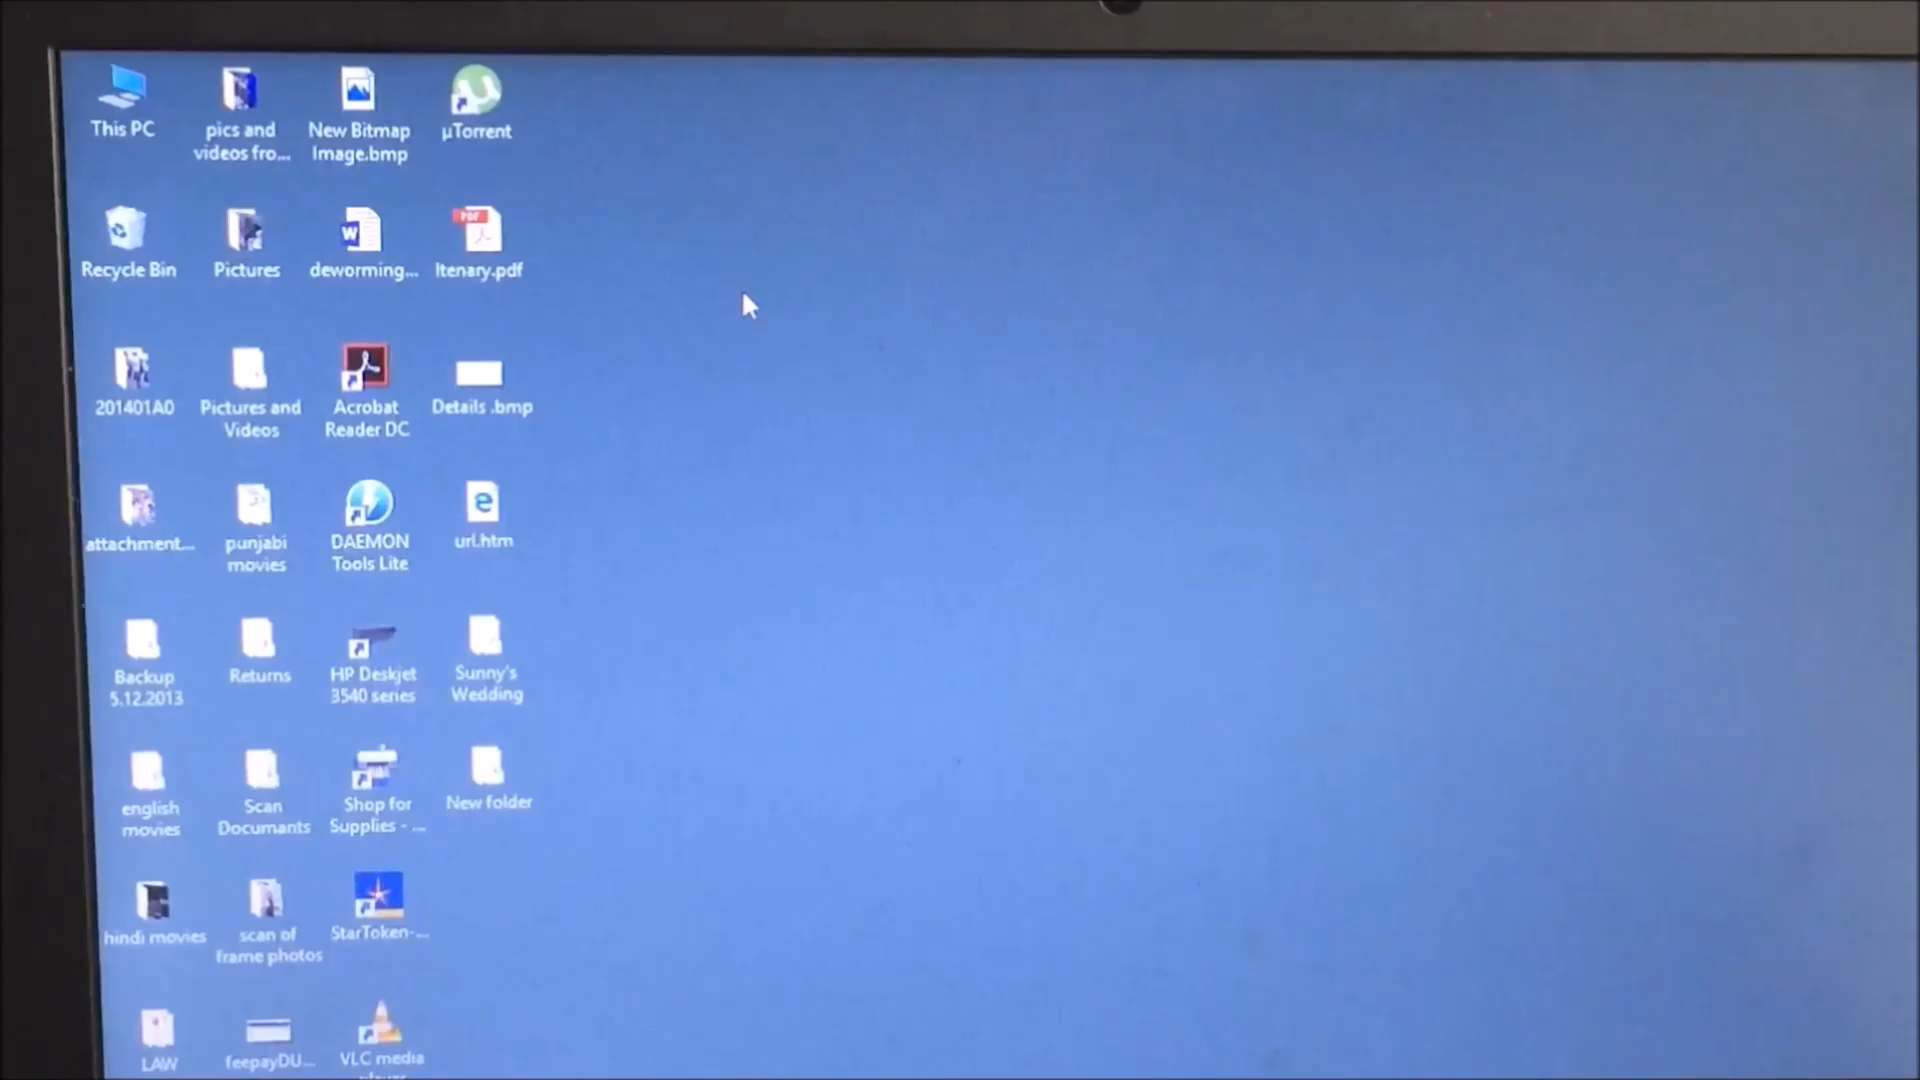 This PC
pics and
videos fro...
New Bitmap
Image.bmp
µTorrent
Recycle Bin
Pictures
deworming...
Itenary.pdf
PDF
W
201401A0
Pictures and
Videos
Acrobat
Reader DC
Details .bmp
attachment...
punjabi
movies
DAEMON
Tools Lite
url.htm
Backup
5.12.2013
Returns
HP Deskjet
3540 series
Sunny's
Wedding
english
movies
Scan
Documants
Shop for
Supplies - ...
New folder
hindi movies
scan of
frame photos
StarToken-...
LAW
feepayDU...
VLC media
player